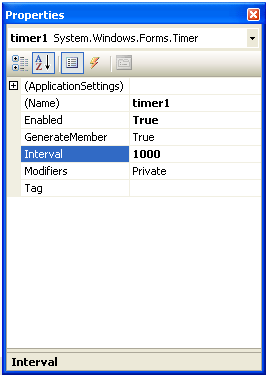 Properties
timer1 System.Windows.Forms.Timer
(ApplicationSettings)
(Name) timer1
Enabled True
GenerateMember True
Interval 1000
Modifiers Private
Tag
Interval